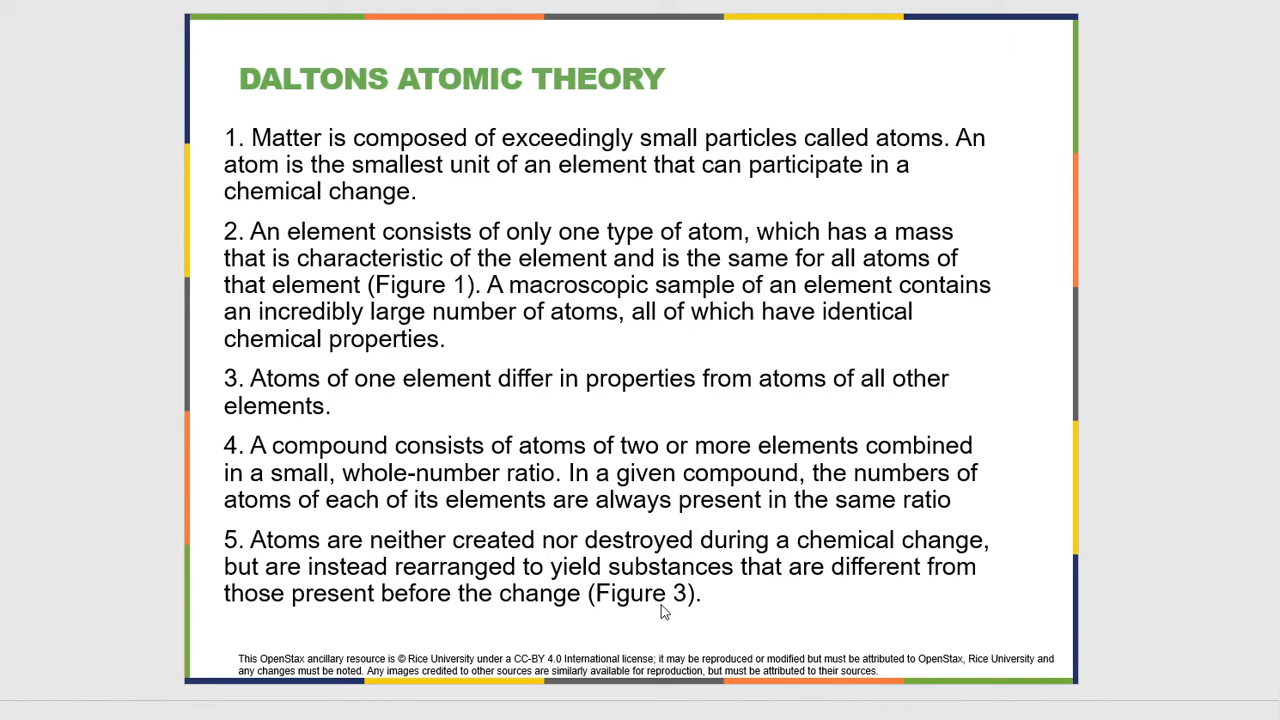 DALTONS ATOMIC THEORY
1. Matter is composed of exceedingly small particles called atoms. An
atom is the smallest unit of an element that can participate in a
chemical change.
2. An element consists of only one type of atom, which has a mass
that is characteristic of the element and is the same for all atoms of
that element (Figure 1). A macroscopic sample of an element contains
an incredibly large number of atoms, all of which have identical
chemical properties.
3. Atoms of one element differ in properties from atoms of all other
elements.
4. A compound consists of atoms of two or more elements combined
in a small, whole-number ratio. In a given compound, the numbers of
atoms of each of its elements are always present in the same ratio
5. Atoms are neither created nor destroyed during a chemical change,
but are instead rearranged to yield substances that are different from
those present before the change (Figure 3).
This OpenStax ancillary resource is © Rice University under a CC-BY 4.0 International license; it may be reproduced or modified but must be attributed to OpenStax, Rice University and
any changes must be noted. Any images credited to other sources are similarly available for reproduction, but must be attributed to their sources.